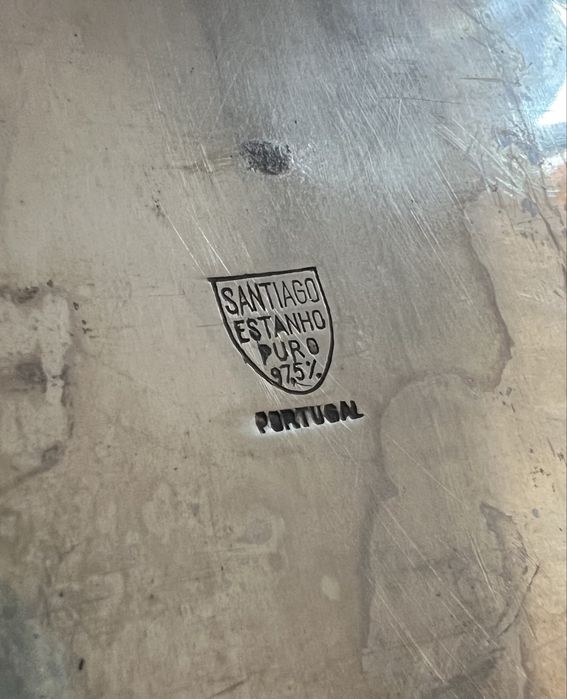 SANTIAGO
ESTANHO
PURO
97,5%
PORTUGAL